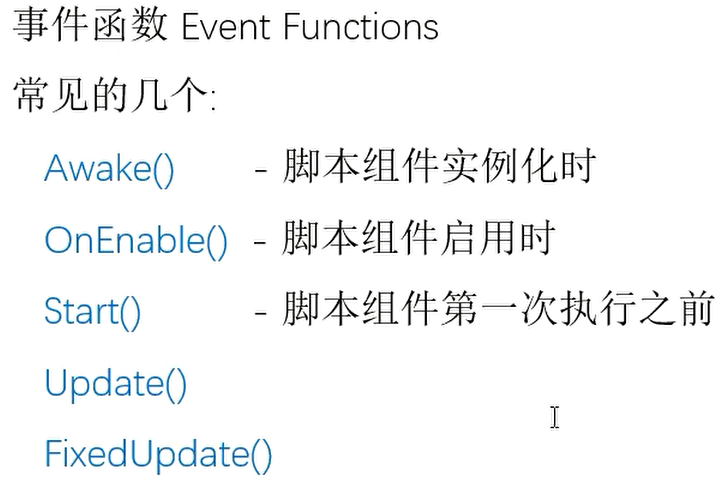 事件函数 Event Functions
常见的几个:
Awake() - 脚本组件实例化时
OnEnable() - 脚本组件启用时
Start() - 脚本组件第一次执行之前
Update()
FixedUpdate()